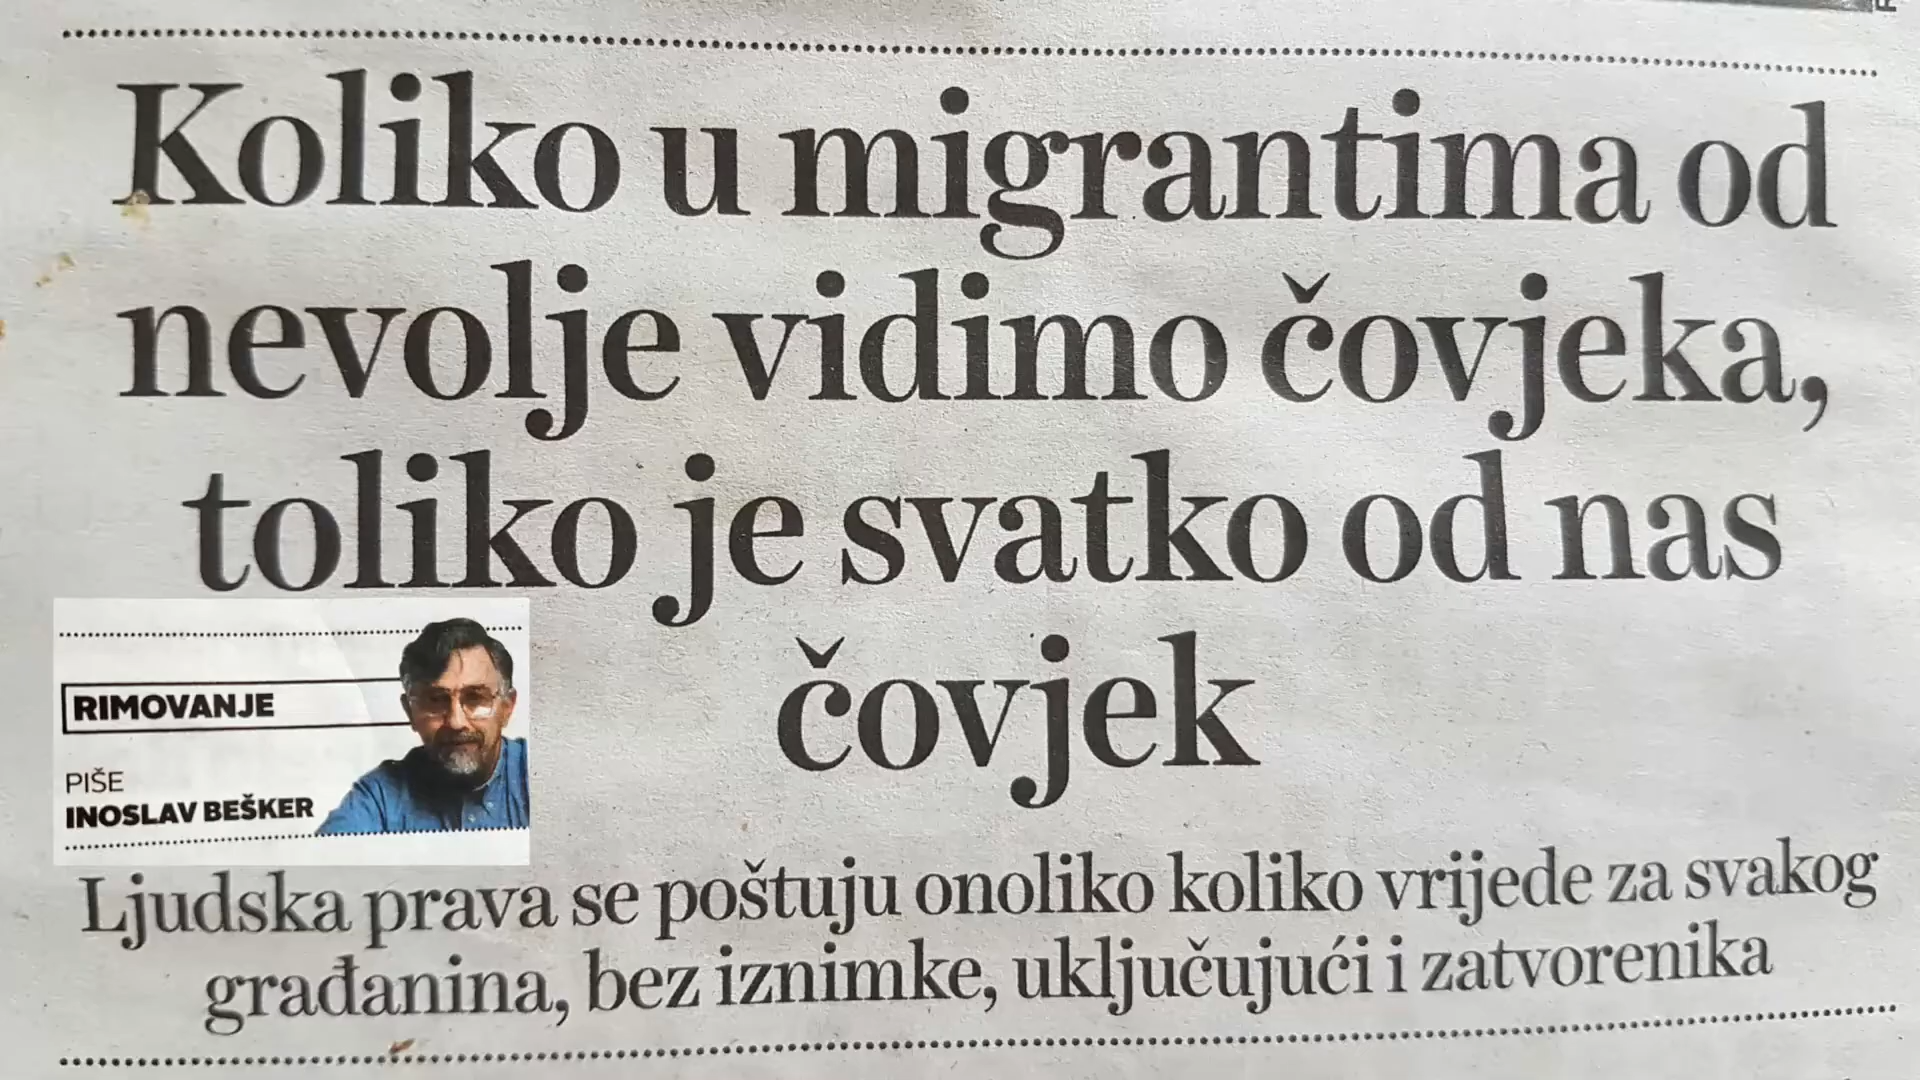 Koliko u migrantima od
nevolje vidimo čovjeka,
toliko je svatko od nas
čovjek
RIMOVANJE
PIŠE
INOSLAV BEŠKER
Ljudska prava se poštuju onoliko koliko vrijede za svakog
građanina, bez iznimke, uključujući i zatvorenika